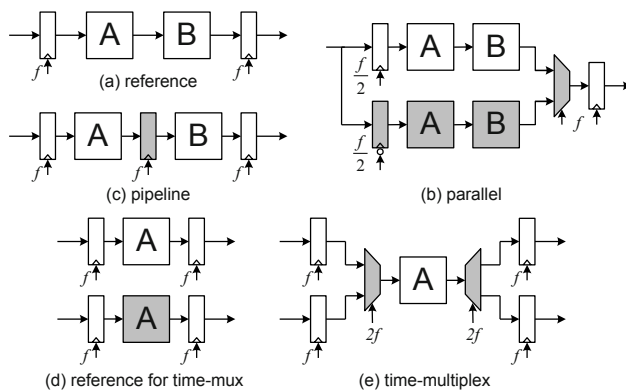 A B
f f
(a) reference
A B
f/2
A B
f/2
f
(b) parallel
A B
f f f
(c) pipeline
A
f f
A
f f
(d) reference for time-mux
A
f f
f 2f 2f f
(e) time-multiplex